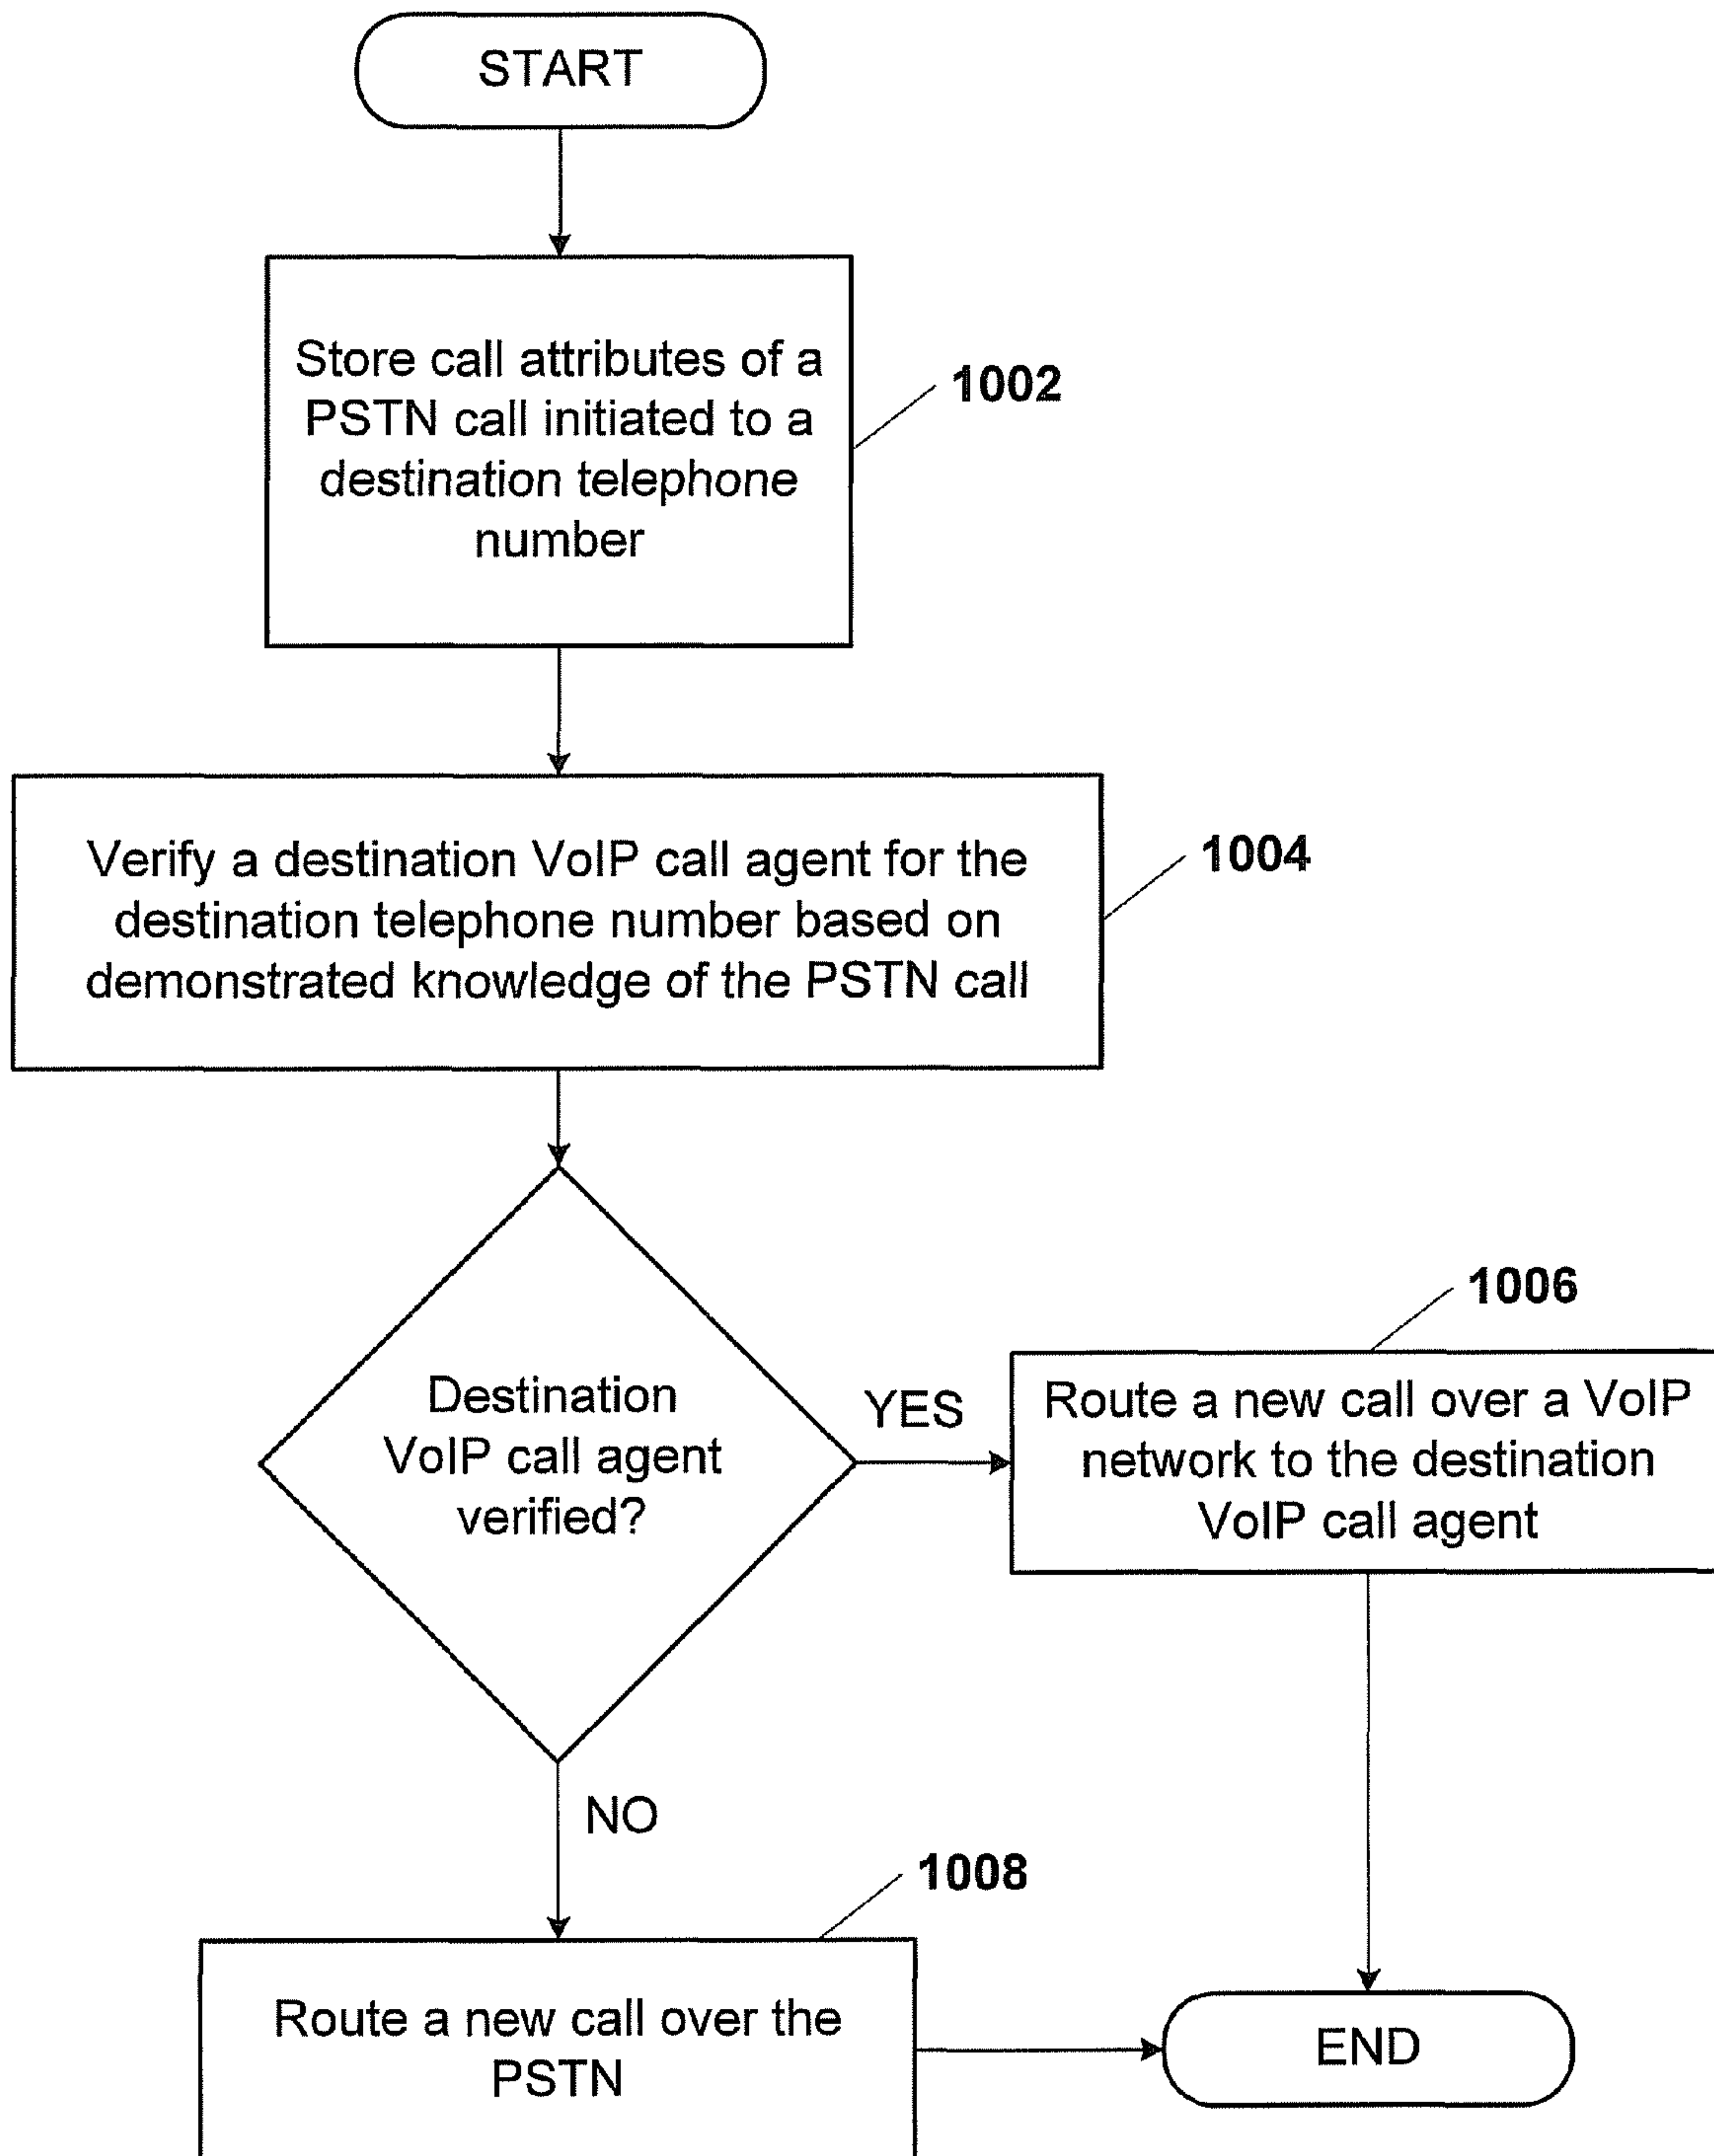 START
Store call attributes of a
PSTN call initiated to a
destination telephone
number
1002
Verify a destination VoIP call agent for the
destination telephone number based on
demonstrated knowledge of the PSTN call
1004
Destination
VoIP call agent
verified?
YES
1006
Route a new call over a VoIP
network to the destination
VoIP call agent
NO
1008
Route a new call over the
PSTN
END